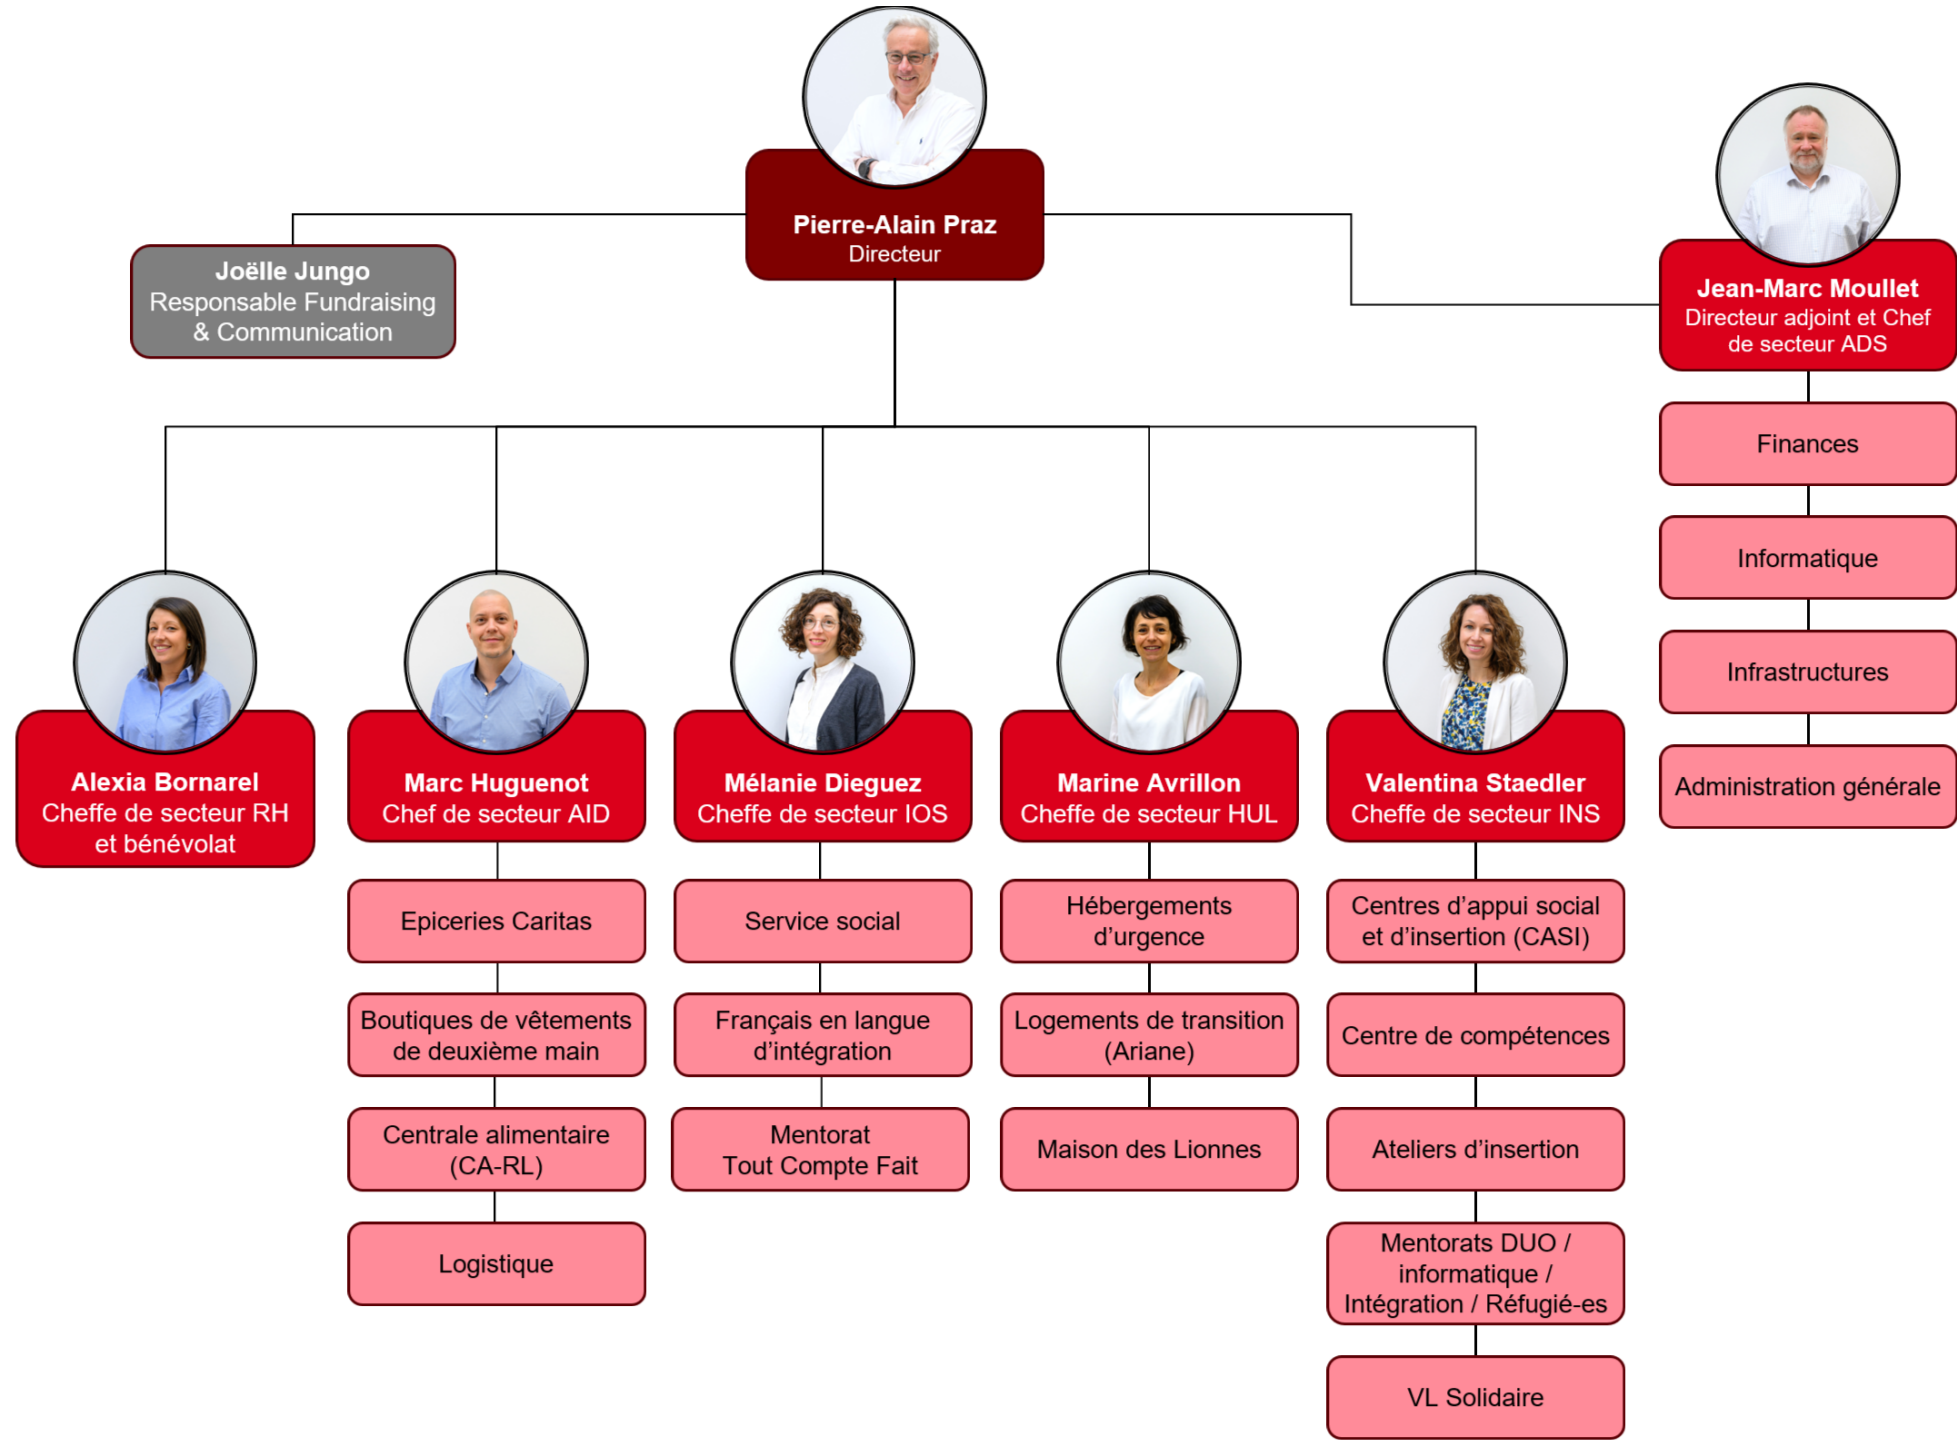 Pierre-Alain Praz
Directeur
Joëlle Jungo
Responsable Fundraising
& Communication
Jean-Marc Moullet
Directeur adjoint et Chef
de secteur ADS
Finances
Informatique
Infrastructures
Administration générale
Alexia Bornarel
Cheffe de secteur RH
et bénévolat
Marc Huguenot
Chef de secteur AID
Epiceries Caritas
Boutiques de vêtements
de deuxième main
Centrale alimentaire
(CA-RL)
Logistique
Mélanie Dieguez
Cheffe de secteur IOS
Service social
Français en langue
d’intégration
Mentorat
Tout Compte Fait
Marine Avrillon
Cheffe de secteur HUL
Hébergements
d’urgence
Logements de transition
(Ariane)
Maison des Lionnes
Valentina Staedler
Cheffe de secteur INS
Centres d’appui social
et d’insertion (CASI)
Centre de compétences
Ateliers d’insertion
Mentorats DUO /
informatique /
Intégration / Réfugié-es
VL Solidaire